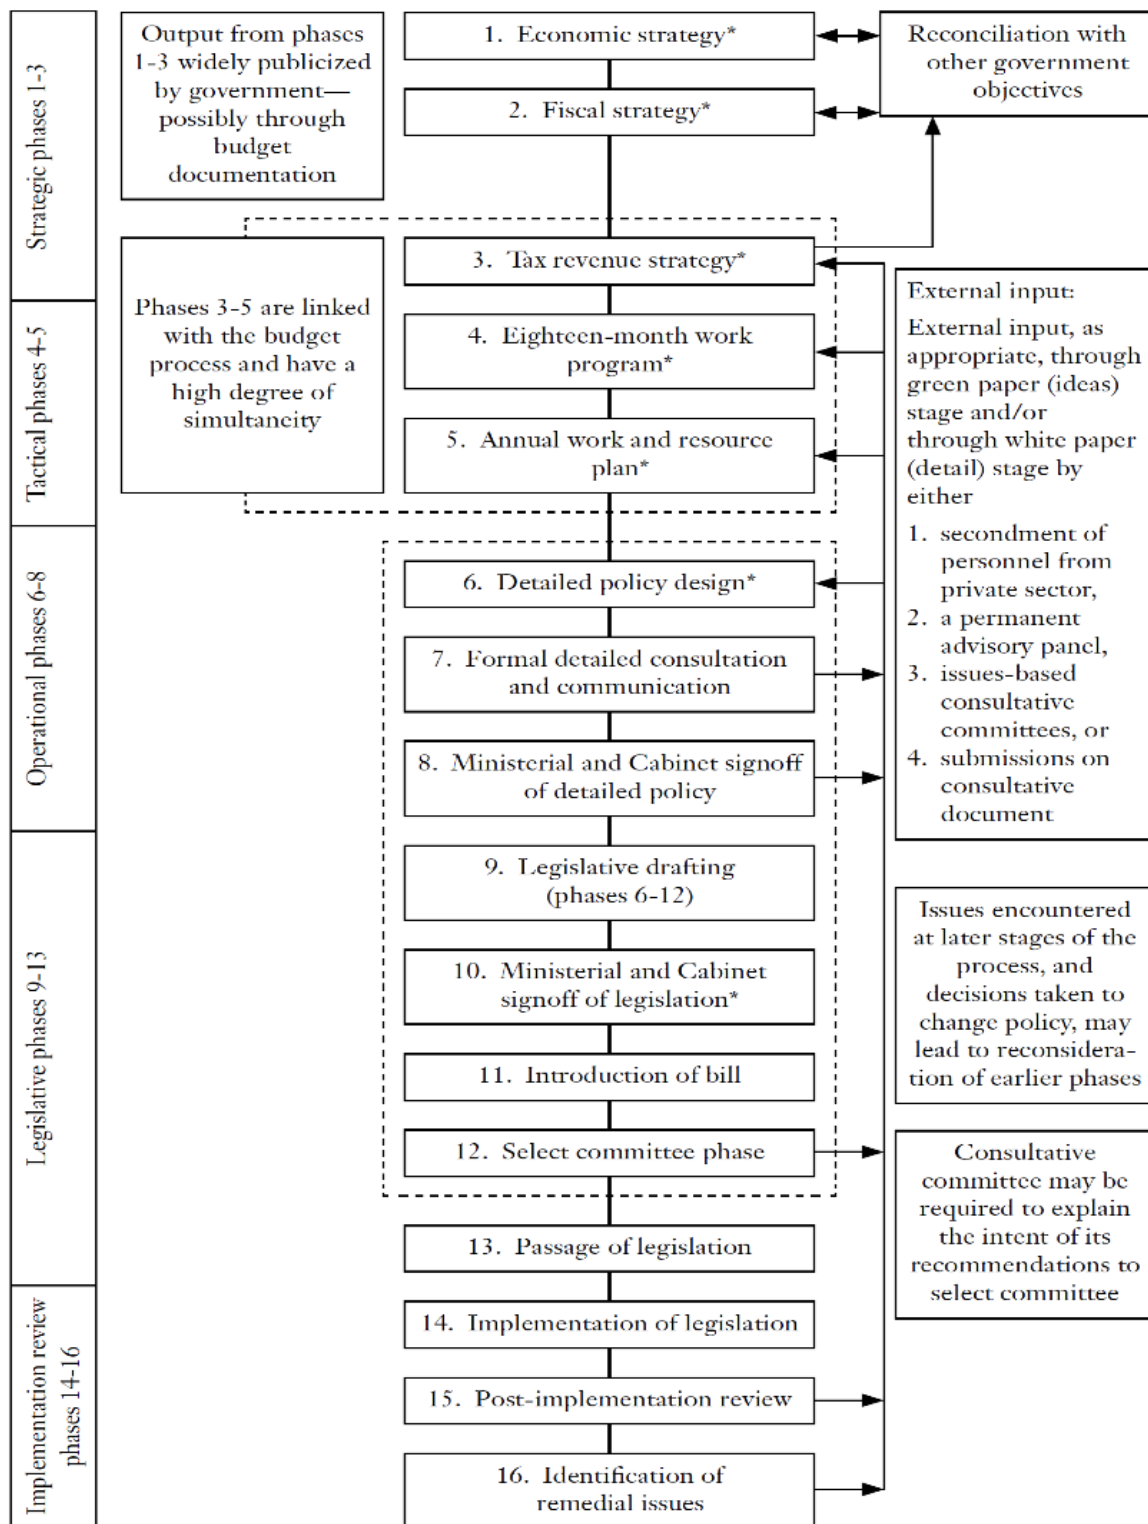 Strategic phases 1-3
Tactical phases 4-5
Operational phases 6-8
Legislative phases 9-13
Implementation review
phases 14-16
Output from phases
1-3 widely publicized
by government—
possibly through
budget
documentation
Phases 3-5 are linked
with the budget
process and have a
high degree of
simultaneity
1. Economic strategy*
2. Fiscal strategy*
3. Tax revenue strategy*
4. Eighteen-month work
program*
5. Annual work and resource
plan*
6. Detailed policy design*
7. Formal detailed consultation
and communication
8. Ministerial and Cabinet signoff
of detailed policy
9. Legislative drafting
(phases 6-12)
10. Ministerial and Cabinet
signoff of legislation*
11. Introduction of bill
12. Select committee phase
13. Passage of legislation
14. Implementation of legislation
15. Post-implementation review
16. Identification of
remedial issues
Reconciliation with
other government
objectives
External input:
External input, as
appropriate, through
green paper (ideas)
stage and/or
through white paper
(detail) stage by
either
1. secondment of
personnel from
private sector,
2. a permanent
advisory panel,
3. issues-based
consultative
committees, or
4. submissions on
consultative
document
Issues encountered
at later stages of the
process, and
decisions taken to
change policy, may
lead to reconsidera-
tion of earlier phases
Consultative
committee may be
required to explain
the intent of its
recommendations to
select committee